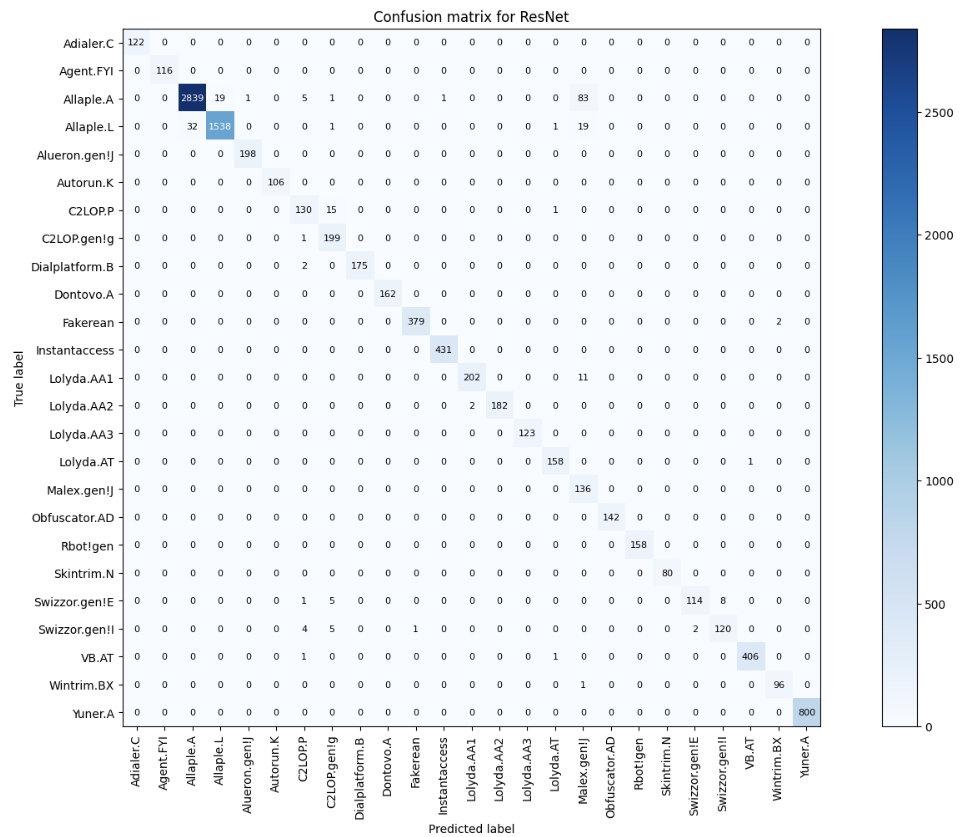 Confusion matrix for ResNet
True label
Adialer.C 122 0 0 0 0 0 0 0 0 0 0 0 0 0 0 0 0 0 0 0 0 0 0 0 0
Agent.FYI 0 116 0 0 0 0 0 0 0 0 0 0 0 0 0 0 0 0 0 0 0 0 0 0 0
Allaple.A 0 0 2839 19 1 0 5 1 0 0 0 1 0 0 0 0 83 0 0 0 0 0 0 0 0
Allaple.L 0 0 32 1538 0 0 0 1 0 0 0 0 0 0 0 1 19 0 0 0 0 0 0 0 0
Alueron.gen!J 0 0 0 0 198 0 0 0 0 0 0 0 0 0 0 0 0 0 0 0 0 0 0 0 0
Autorun.K 0 0 0 0 0 106 0 0 0 0 0 0 0 0 0 0 0 0 0 0 0 0 0 0 0
C2LOP.P 0 0 0 0 0 0 130 15 0 0 0 0 0 0 0 1 0 0 0 0 0 0 0 0 0
C2LOP.gen!g 0 0 0 0 0 0 1 199 0 0 0 0 0 0 0 0 0 0 0 0 0 0 0 0 0
Dialplatform.B 0 0 0 0 0 0 2 0 175 0 0 0 0 0 0 0 0 0 0 0 0 0 0 0 0
Dontovo.A 0 0 0 0 0 0 0 0 0 162 0 0 0 0 0 0 0 0 0 0 0 0 0 0 0
Fakerean 0 0 0 0 0 0 0 0 0 0 379 0 0 0 0 0 0 0 0 0 0 0 0 2 0
Instantaccess 0 0 0 0 0 0 0 0 0 0 0 431 0 0 0 0 0 0 0 0 0 0 0 0 0
Lolyda.AA1 0 0 0 0 0 0 0 0 0 0 0 0 202 0 0 0 11 0 0 0 0 0 0 0 0
Lolyda.AA2 0 0 0 0 0 0 0 0 0 0 0 0 2 182 0 0 0 0 0 0 0 0 0 0 0
Lolyda.AA3 0 0 0 0 0 0 0 0 0 0 0 0 0 0 123 0 0 0 0 0 0 0 0 0 0
Lolyda.AT 0 0 0 0 0 0 0 0 0 0 0 0 0 0 0 158 0 0 0 0 0 0 1 0 0
Malex.gen!J 0 0 0 0 0 0 0 0 0 0 0 0 0 0 0 0 136 0 0 0 0 0 0 0 0
Obfuscator.AD 0 0 0 0 0 0 0 0 0 0 0 0 0 0 0 0 0 142 0 0 0 0 0 0 0
Rbot!gen 0 0 0 0 0 0 0 0 0 0 0 0 0 0 0 0 0 0 158 0 0 0 0 0 0
Skintrim.N 0 0 0 0 0 0 0 0 0 0 0 0 0 0 0 0 0 0 0 80 0 0 0 0 0
Swizzor.gen!E 0 0 0 0 0 0 1 5 0 0 0 0 0 0 0 0 0 0 0 0 114 8 0 0 0
Swizzor.gen!I 0 0 0 0 0 0 4 5 0 0 1 0 0 0 0 0 0 0 0 0 2 120 0 0 0
VB.AT 0 0 0 0 0 0 1 0 0 0 0 0 0 0 0 1 0 0 0 0 0 0 406 0 0
Wintrim.BX 0 0 0 0 0 0 0 0 0 0 0 0 0 0 0 0 1 0 0 0 0 0 0 96 0
Yuner.A 0 0 0 0 0 0 0 0 0 0 0 0 0 0 0 0 0 0 0 0 0 0 0 0 800
Adialer.C
Agent.FYI
Allaple.A
Allaple.L
Alueron.gen!J
Autorun.K
C2LOP.P
C2LOP.gen!g
Dialplatform.B
Dontovo.A
Fakerean
Instantaccess
Lolyda.AA1
Lolyda.AA2
Lolyda.AA3
Lolyda.AT
Malex.gen!J
Obfuscator.AD
Rbot!gen
Skintrim.N
Swizzor.gen!E
Swizzor.gen!I
VB.AT
Wintrim.BX
Yuner.A
Predicted label
2500
2000
1500
1000
500
0